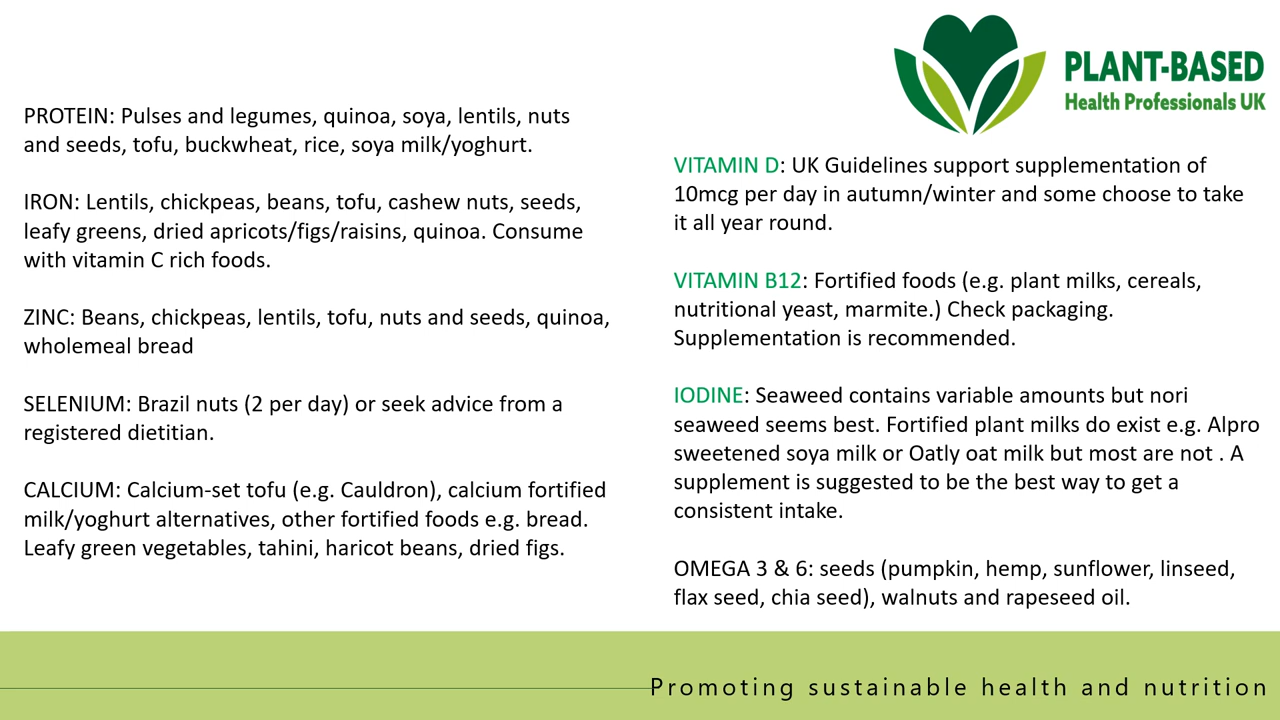 PLANT-BASED
Health Professionals UK
PROTEIN: Pulses and legumes, quinoa, soya, lentils, nuts
and seeds, tofu, buckwheat, rice, soya milk/yoghurt.
IRON: Lentils, chickpeas, beans, tofu, cashew nuts, seeds,
leafy greens, dried apricots/figs/raisins, quinoa. Consume
with vitamin C rich foods.
ZINC: Beans, chickpeas, lentils, tofu, nuts and seeds, quinoa,
wholemeal bread
SELENIUM: Brazil nuts (2 per day) or seek advice from a
registered dietitian.
CALCIUM: Calcium-set tofu (e.g. Cauldron), calcium fortified
milk/yoghurt alternatives, other fortified foods e.g. bread.
Leafy green vegetables, tahini, haricot beans, dried figs.
VITAMIN D: UK Guidelines support supplementation of
10mcg per day in autumn/winter and some choose to take
it all year round.
VITAMIN B12: Fortified foods (e.g. plant milks, cereals,
nutritional yeast, marmite.) Check packaging.
Supplementation is recommended.
IODINE: Seaweed contains variable amounts but nori
seaweed seems best. Fortified plant milks do exist e.g. Alpro
sweetened soya milk or Oatly oat milk but most are not . A
supplement is suggested to be the best way to get a
consistent intake.
OMEGA 3 & 6: seeds (pumpkin, hemp, sunflower, linseed,
flax seed, chia seed), walnuts and rapeseed oil.
Promoting sustainable health and nutrition